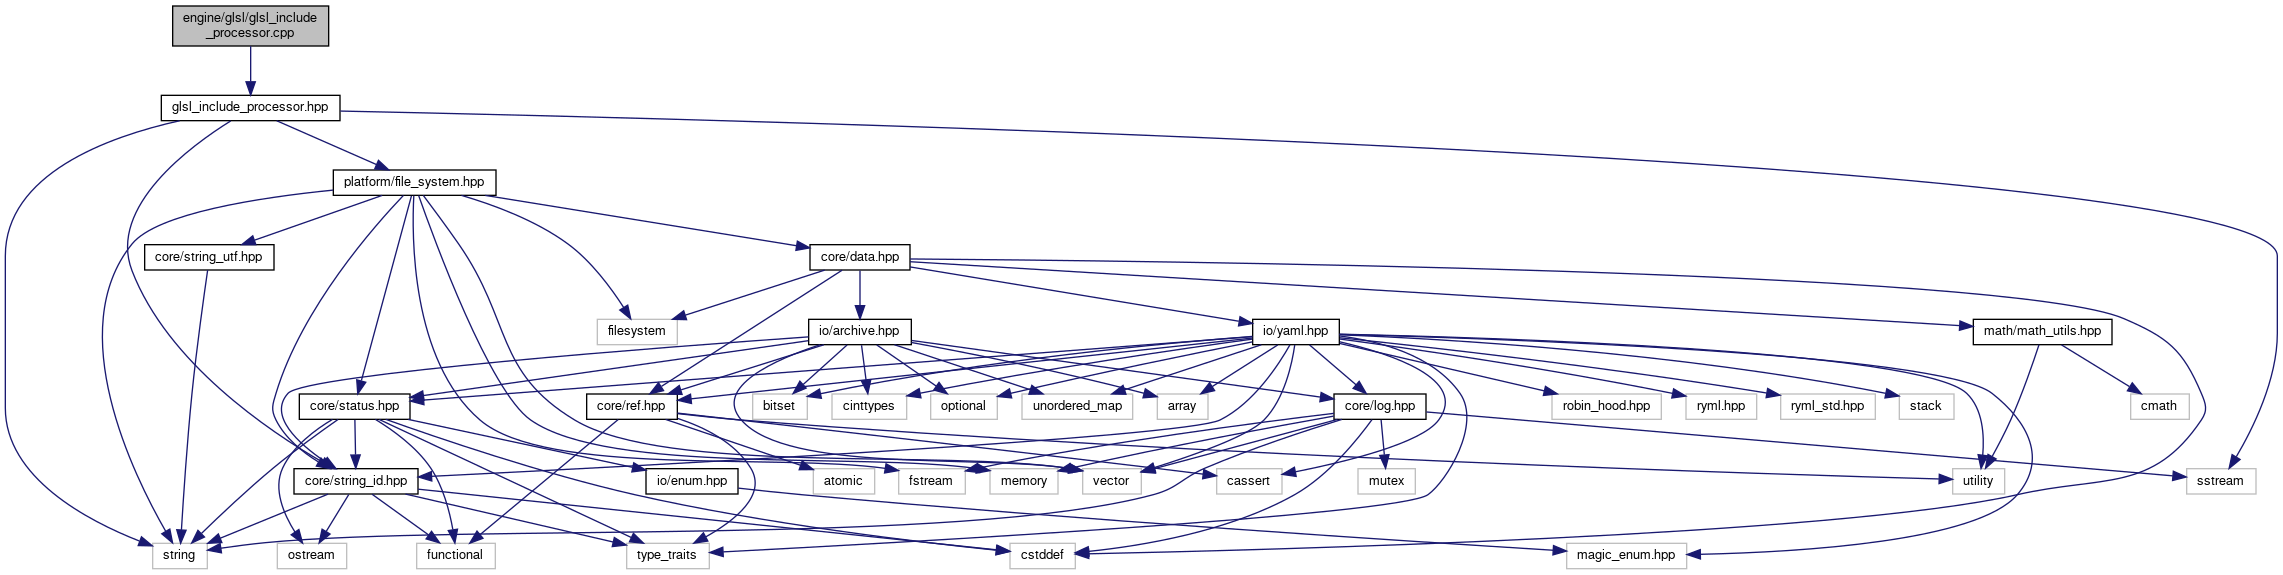 engine/glsl/glsl_include
_processor.cpp
glsl_include_processor.hpp
platform/file_system.hpp
core/string_utf.hpp
core/data.hpp
filesystem
io/archive.hpp
io/yaml.hpp
math/math_utils.hpp
core/status.hpp
core/ref.hpp
bitset
cinttypes
optional
unordered_map
array
core/log.hpp
robin_hood.hpp
ryml.hpp
ryml_std.hpp
stack
cmath
core/string_id.hpp
io/enum.hpp
atomic
fstream
memory
vector
cassert
mutex
utility
sstream
string
ostream
functional
type_traits
cstddef
magic_enum.hpp